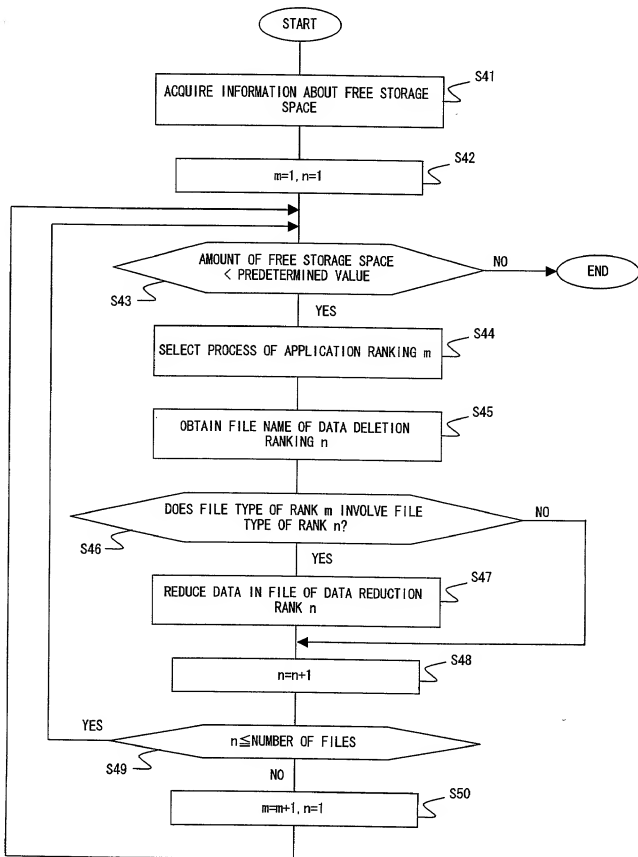 START
ACQUIRE INFORMATION ABOUT FREE STORAGE
SPACE
S41
m=1, n=1
S42
AMOUNT OF FREE STORAGE SPACE
< PREDETERMINED VALUE
S43
NO
END
YES
SELECT PROCESS OF APPLICATION RANKING m
S44
OBTAIN FILE NAME OF DATA DELETION
RANKING n
S45
DOES FILE TYPE OF RANK m INVOLVE FILE
TYPE OF RANK n?
S46
NO
YES
REDUCE DATA IN FILE OF DATA REDUCTION
RANK n
S47
n=n+1
S48
YES
n≦NUMBER OF FILES
S49
NO
m=m+1, n=1
S50